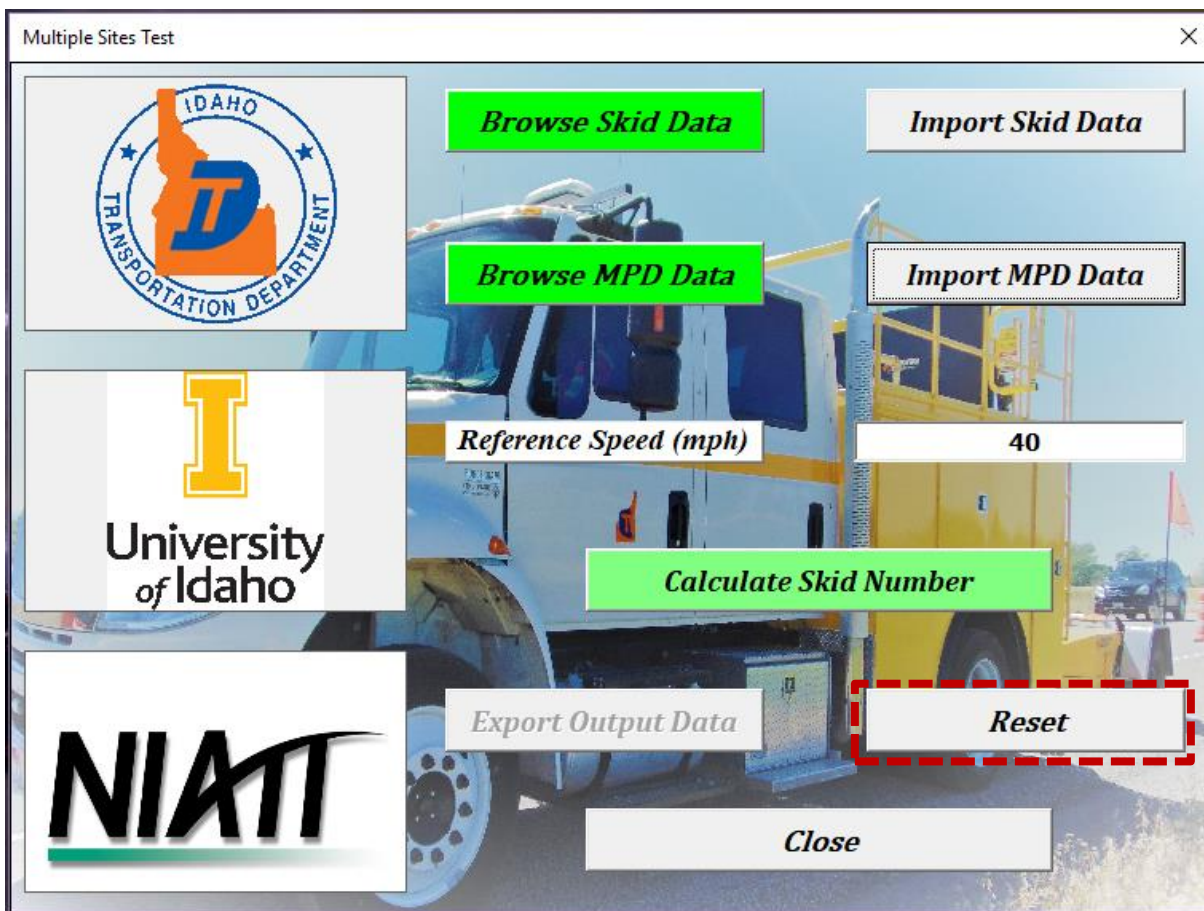 Multiple Sites Test
IDAHO
TRANSPORTATION DEPARTMENT
DT
Browse Skid Data
Import Skid Data
Browse MPD Data
Import MPD Data
Reference Speed (mph)
40
University
of Idaho
Calculate Skid Number
NIATT
Export Output Data
Reset
Close